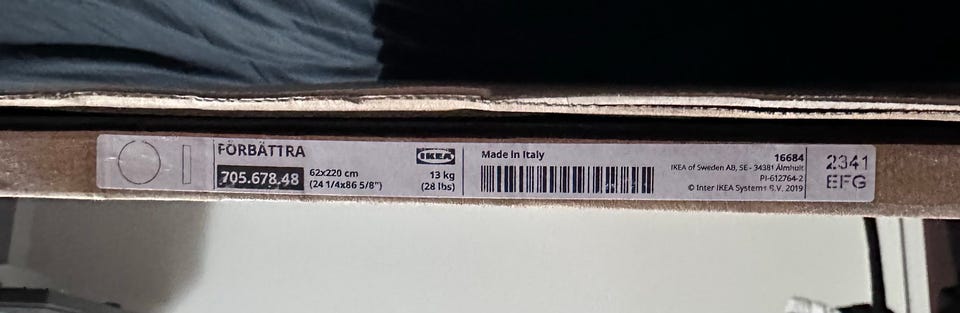 FÖRBÄTTRA
705.678.48
62x220 cm
(24 1/4x86 5/8")
IKEA
13 kg
(28 lbs)
Made in Italy
16684
IKEA of Sweden AB, SE - 34381 Älmhult
PI-612764-2
© Inter IKEA Systems B.V. 2019
2341
EFG